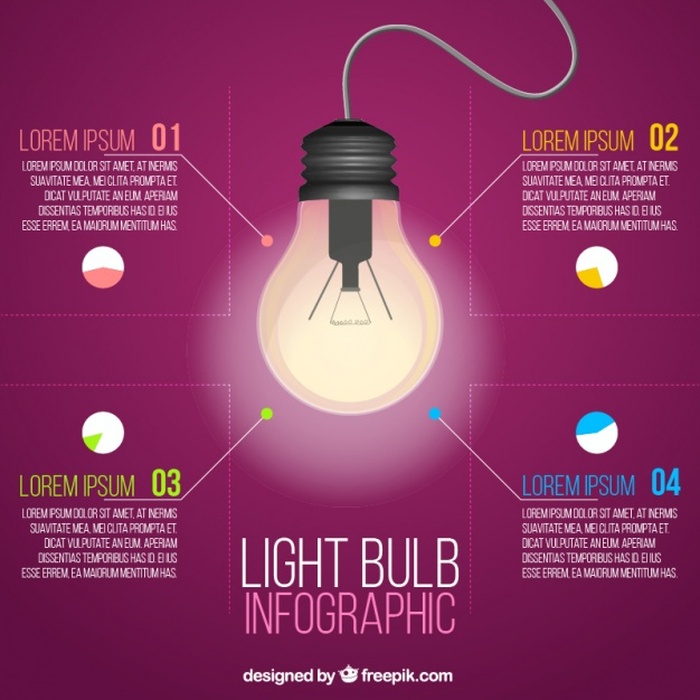 LOREM IPSUM 01
LOREM IPSUM DOLOR SIT AMET, AT INERMIS
SUAVITATE MEA, MEI CLITA PROMPTA ET.
DICAT VULPUTATE AN EUM. APERIAM
DISSENTIAS TEMPORIBUS HAS ID. EI IUS
ESSE ERREM, EA MAIORUM MENTITUM HAS.
LOREM IPSUM 02
LOREM IPSUM DOLOR SIT AMET, AT INERMIS
SUAVITATE MEA, MEI CLITA PROMPTA ET.
DICAT VULPUTATE AN EUM. APERIAM
DISSENTIAS TEMPORIBUS HAS ID. EI IUS
ESSE ERREM, EA MAIORUM MENTITUM HAS.
LOREM IPSUM 03
LOREM IPSUM DOLOR SIT AMET, AT INERMIS
SUAVITATE MEA, MEI CLITA PROMPTA ET.
DICAT VULPUTATE AN EUM. APERIAM
DISSENTIAS TEMPORIBUS HAS ID. EI IUS
ESSE ERREM, EA MAIORUM MENTITUM HAS.
LOREM IPSUM 04
LOREM IPSUM DOLOR SIT AMET, AT INERMIS
SUAVITATE MEA, MEI CLITA PROMPTA ET.
DICAT VULPUTATE AN EUM. APERIAM
DISSENTIAS TEMPORIBUS HAS ID. EI IUS
ESSE ERREM, EA MAIORUM MENTITUM HAS.
LIGHT BULB
INFOGRAPHIC
designed by freepik.com